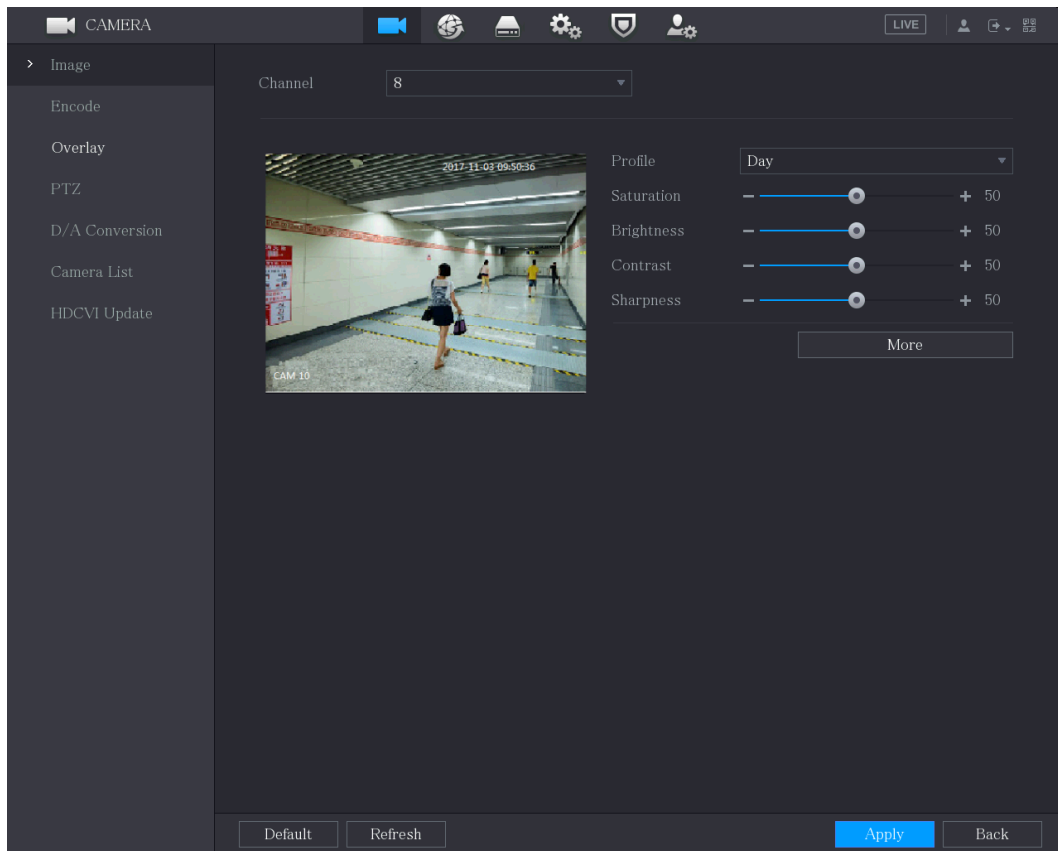 CAMERA
LIVE
Image
Encode
Overlay
PTZ
D/A Conversion
Camera List
HDCVI Update
Channel
8
2017-11-03 09:50:36
CAM 10
Profile
Day
Saturation
50
Brightness
50
Contrast
50
Sharpness
50
More
Default
Refresh
Apply
Back